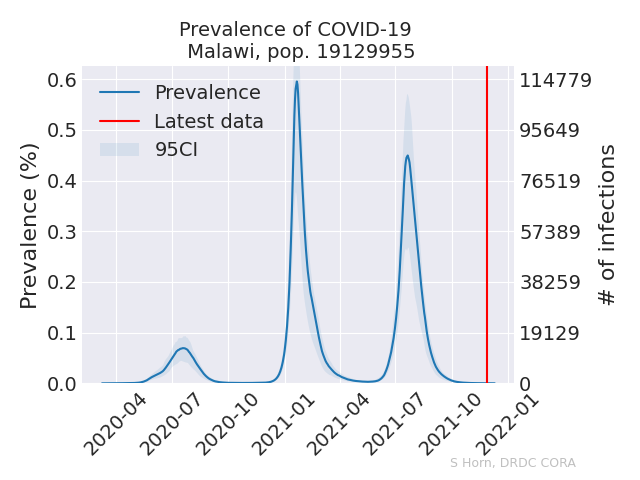 Prevalence of COVID-19
Malawi, pop. 19129955
Prevalence (%)
0.6
0.5
0.4
0.3
0.2
0.1
0.0
Prevalence
Latest data
95CI
114779
95649
76519
57389
38259
19129
0
# of infections
2020-04
2020-07
2020-10
2021-01
2021-04
2021-07
2021-10
2022-01
S Horn, DRDC CORA